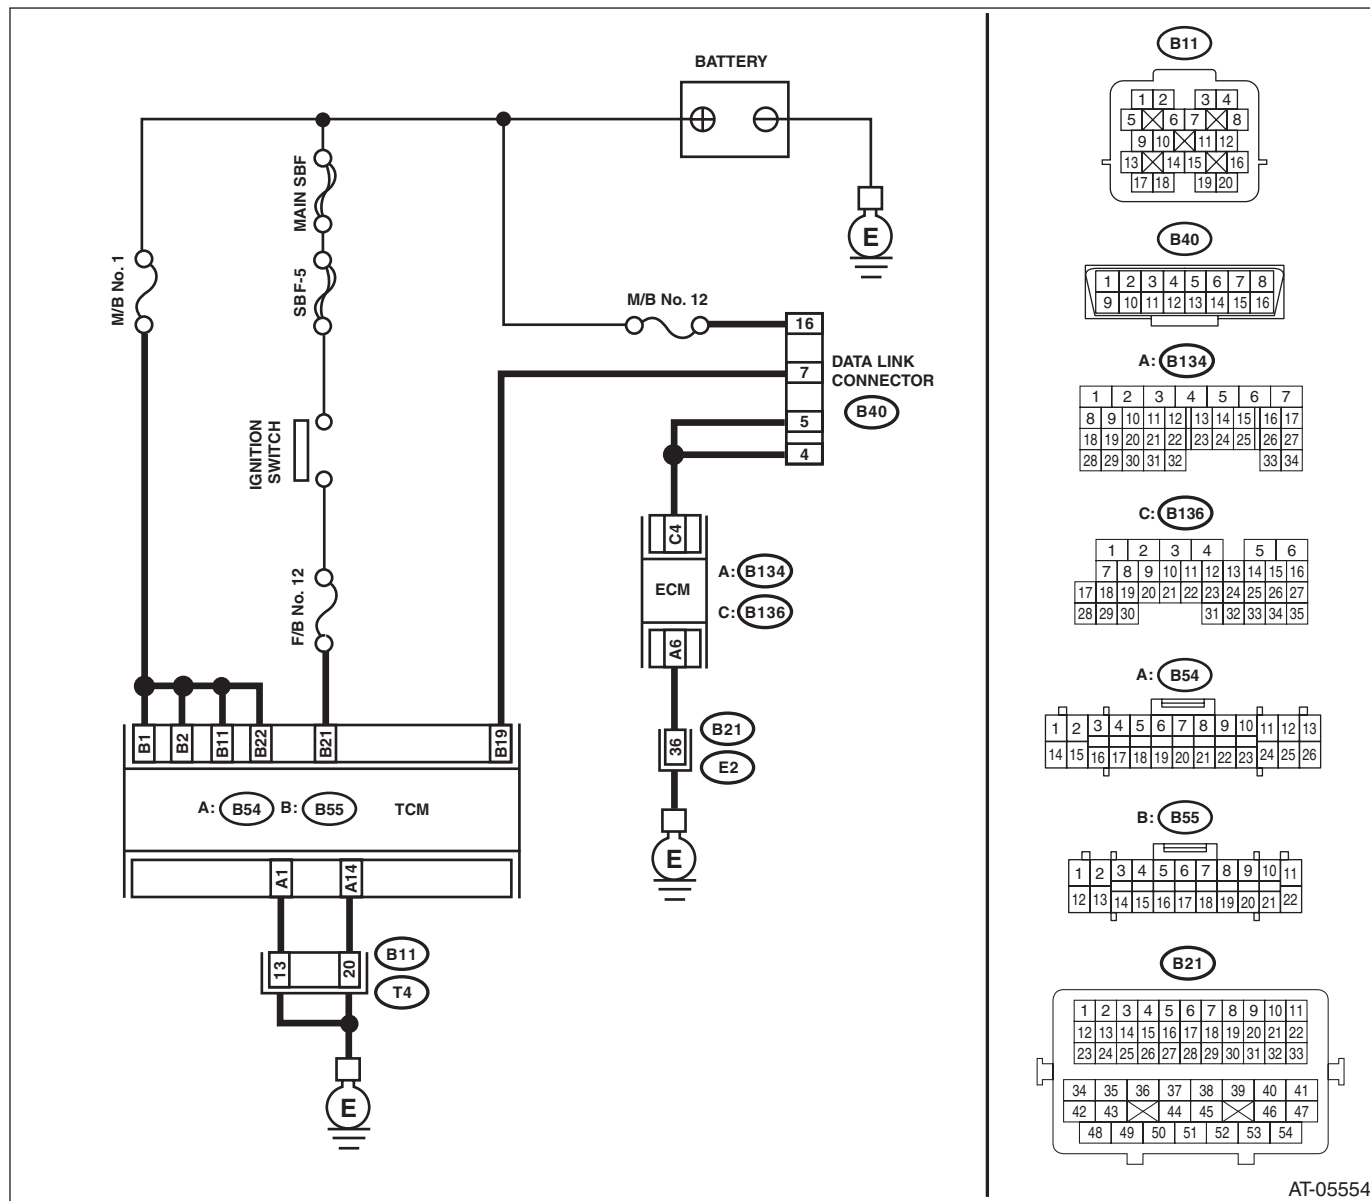 BATTERY
MAIN SBF
SBF-5
M/B No. 1
M/B No. 12
16
7
5
4
DATA LINK
CONNECTOR
B40
IGNITION
SWITCH
F/B No. 12
E
C4
ECM
A: B134
C: B136
A6
36
B21
E2
E
B1
B2
B11
B22
B21
B19
A: B54 B: B55 TCM
A1
A14
13
20
B11
T4
E
B11
1 2 3 4
5 6 7 8
9 10 11 12
13 14 15 16
17 18 19 20
B40
1 2 3 4 5 6 7 8
9 10 11 12 13 14 15 16
A: B134
1 2 3 4 5 6 7
8 9 10 11 12 13 14 15 16 17
18 19 20 21 22 23 24 25 26 27
28 29 30 31 32 33 34
C: B136
1 2 3 4 5 6
7 8 9 10 11 12 13 14 15 16
17 18 19 20 21 22 23 24 25 26 27
28 29 30 31 32 33 34 35
A: B54
1 2 3 4 5 6 7 8 9 10 11 12 13
14 15 16 17 18 19 20 21 22 23 24 25 26
B: B55
1 2 3 4 5 6 7 8 9 10 11
12 13 14 15 16 17 18 19 20 21 22
B21
1 2 3 4 5 6 7 8 9 10 11
12 13 14 15 16 17 18 19 20 21 22
23 24 25 26 27 28 29 30 31 32 33
34 35 36 37 38 39 40 41
42 43 44 45 46 47
48 49 50 51 52 53 54
AT-05554